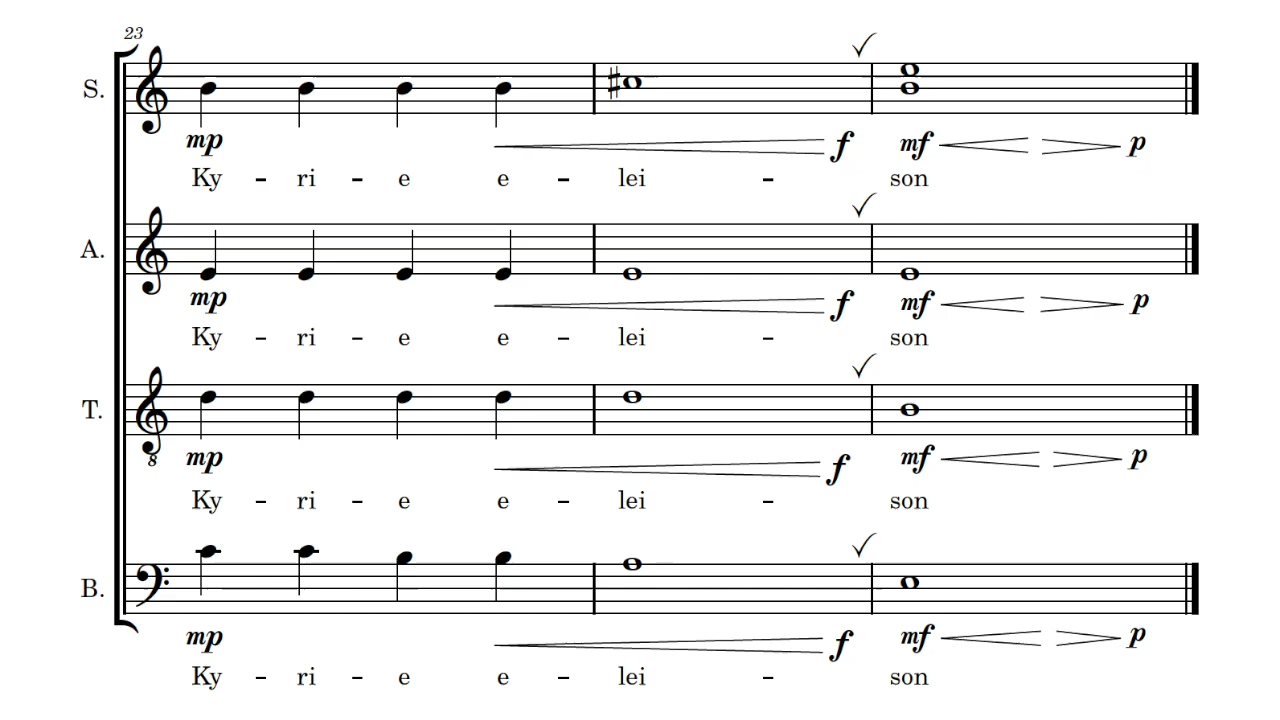 23
S.
mp f mf p
Ky – ri – e e – lei – son
A.
mp f mf p
Ky – ri – e e – lei – son
T.
8
mp f mf p
Ky – ri – e e – lei – son
B.
mp f mf p
Ky – ri – e e – lei – son